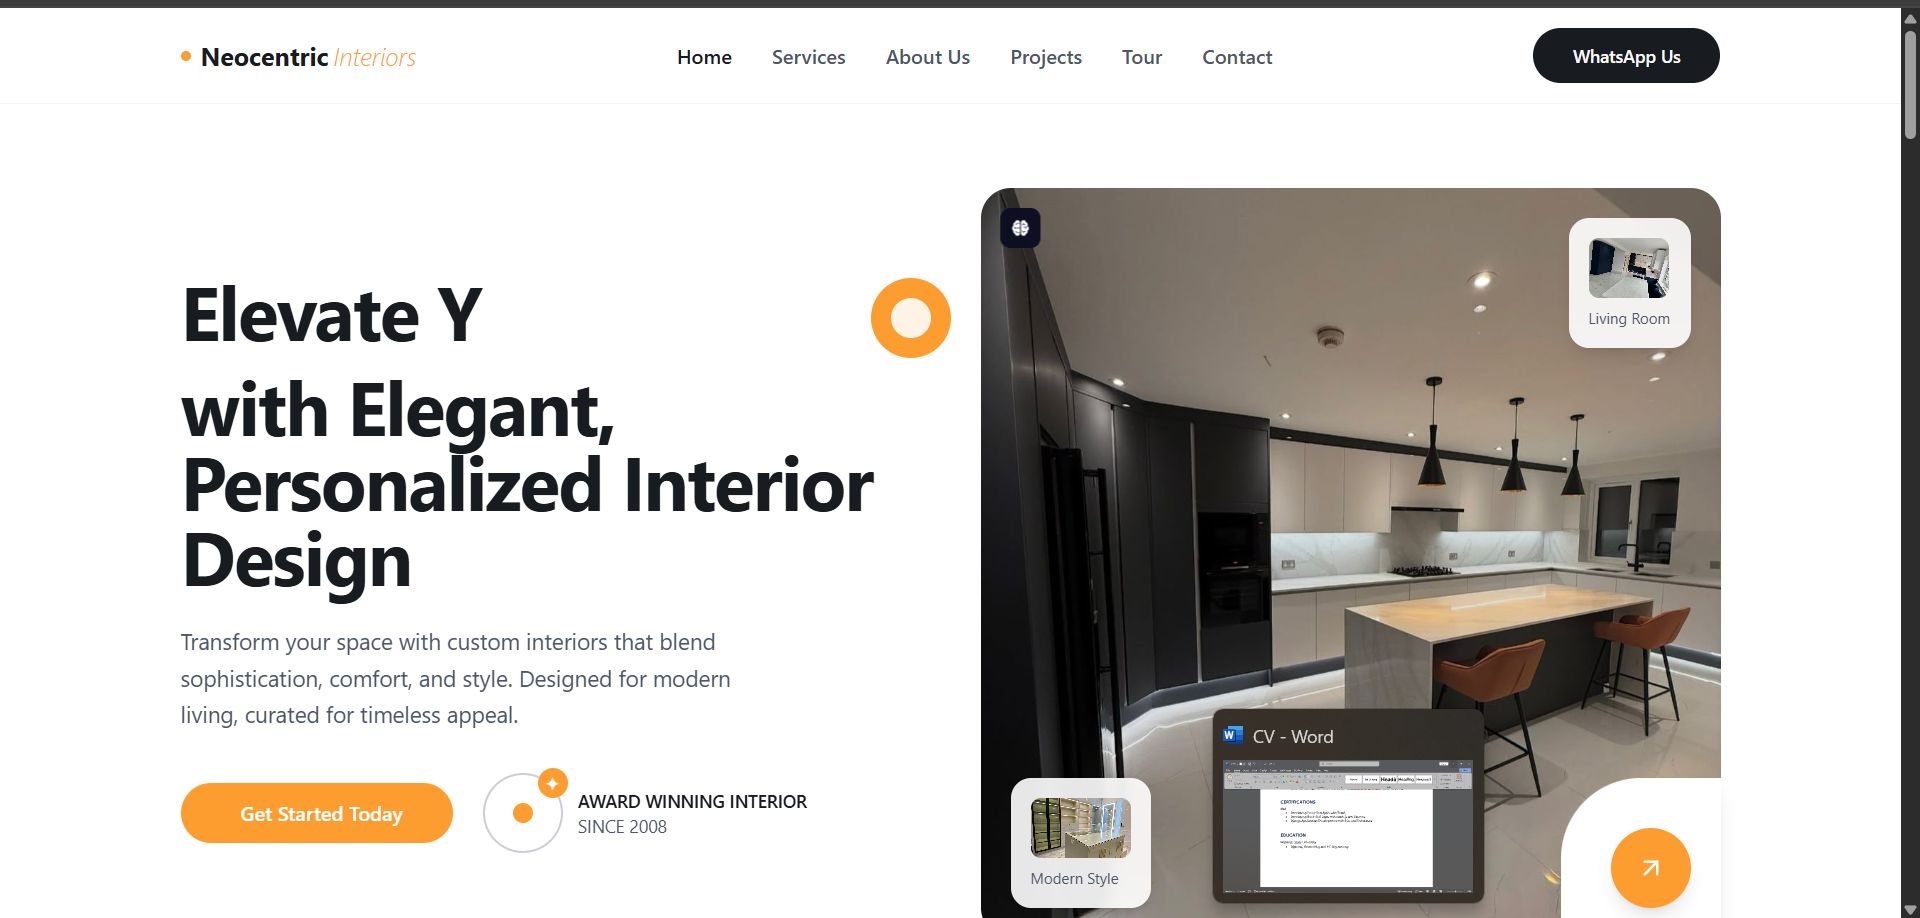 Neocentric Interiors
Home
Services
About Us
Projects
Tour
Contact
WhatsApp Us
Elevate Y
with Elegant,
Personalized Interior
Design
Transform your space with custom interiors that blend
sophistication, comfort, and style. Designed for modern
living, curated for timeless appeal.
Get Started Today
AWARD WINNING INTERIOR
SINCE 2008
Living Room
Modern Style
CV - Word
CERTIFICATIONS
EDUCATION